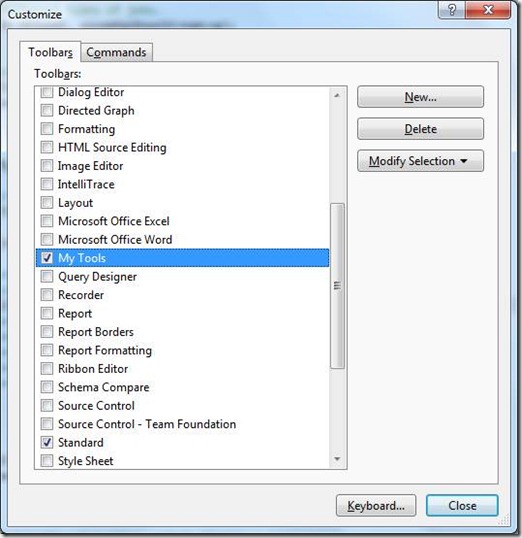 Customize
Toolbars
Commands
Toolbars:
Dialog Editor
Directed Graph
Formatting
HTML Source Editing
Image Editor
IntelliTrace
Layout
Microsoft Office Excel
Microsoft Office Word
My Tools
Query Designer
Recorder
Report
Report Borders
Report Formatting
Ribbon Editor
Schema Compare
Source Control
Source Control - Team Foundation
Standard
Style Sheet
New...
Delete
Modify Selection
Keyboard...
Close